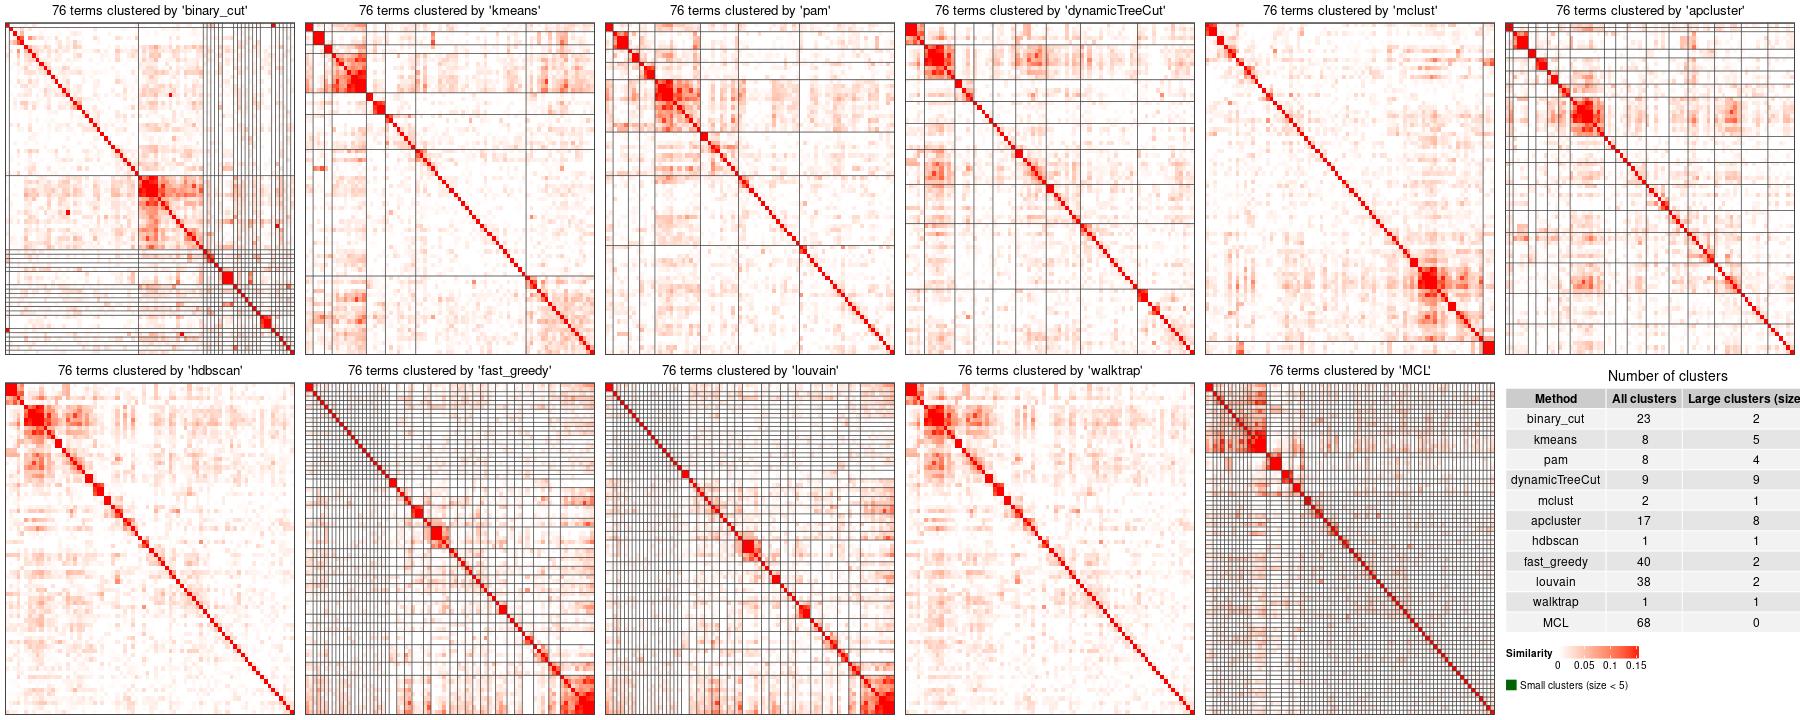 76 terms clustered by 'binary_cut'
76 terms clustered by 'kmeans'
76 terms clustered by 'pam'
76 terms clustered by 'dynamicTreeCut'
76 terms clustered by 'mclust'
76 terms clustered by 'apcluster'
76 terms clustered by 'hdbscan'
76 terms clustered by 'fast_greedy'
76 terms clustered by 'louvain'
76 terms clustered by 'walktrap'
76 terms clustered by 'MCL'
Number of clusters
Method All clusters Large clusters (size
binary_cut 23 2
kmeans 8 5
pam 8 4
dynamicTreeCut 9 9
mclust 2 1
apcluster 17 8
hdbscan 1 1
fast_greedy 40 2
louvain 38 2
walktrap 1 1
MCL 68 0
Similarity
0 0.05 0.1 0.15
Small clusters (size < 5)